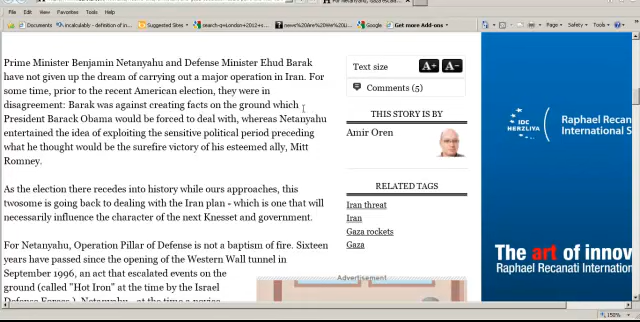 File
Edit
View
Favorites
Tools
Help
Suggested Sites
Google
Get more Add-ons
Page
Safety
Tools
Prime Minister Benjamin Netanyahu and Defense Minister Ehud Barak
have not given up the dream of carrying out a major operation in Iran. For
some time, prior to the recent American election, they were in
disagreement: Barak was against creating facts on the ground which
President Barack Obama would be forced to deal with, whereas Netanyahu
entertained the idea of exploiting the sensitive political period preceding
what he thought would be the surefire victory of his esteemed ally, Mitt
Romney.
As the election there recedes into history while ours approaches, this
twosome is going back to dealing with the Iran plan - which is one that will
necessarily influence the character of the next Knesset and government.
For Netanyahu, Operation Pillar of Defense is not a baptism of fire. Sixteen
years have passed since the opening of the Western Wall tunnel in
September 1996, an act that escalated events on the
ground (called "Hot Iron" at the time by the Israel
Defense Forces), Netanyahu - at the time a novice
Text size
A+
A-
Comments (5)
THIS STORY IS BY
Amir Oren
RELATED TAGS
Iran threat
Iran
Gaza rockets
Gaza
Advertisement
IDC
HERZLIYA
Raphael Recan
International S
The art of innov
Raphael Recanati Internation
150%